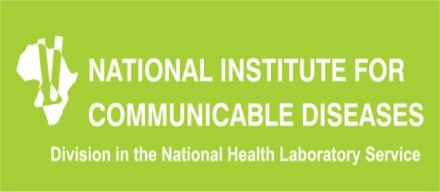 NATIONAL INSTITUTE FOR
COMMUNICABLE DISEASES
Division in the National Health Laboratory Service